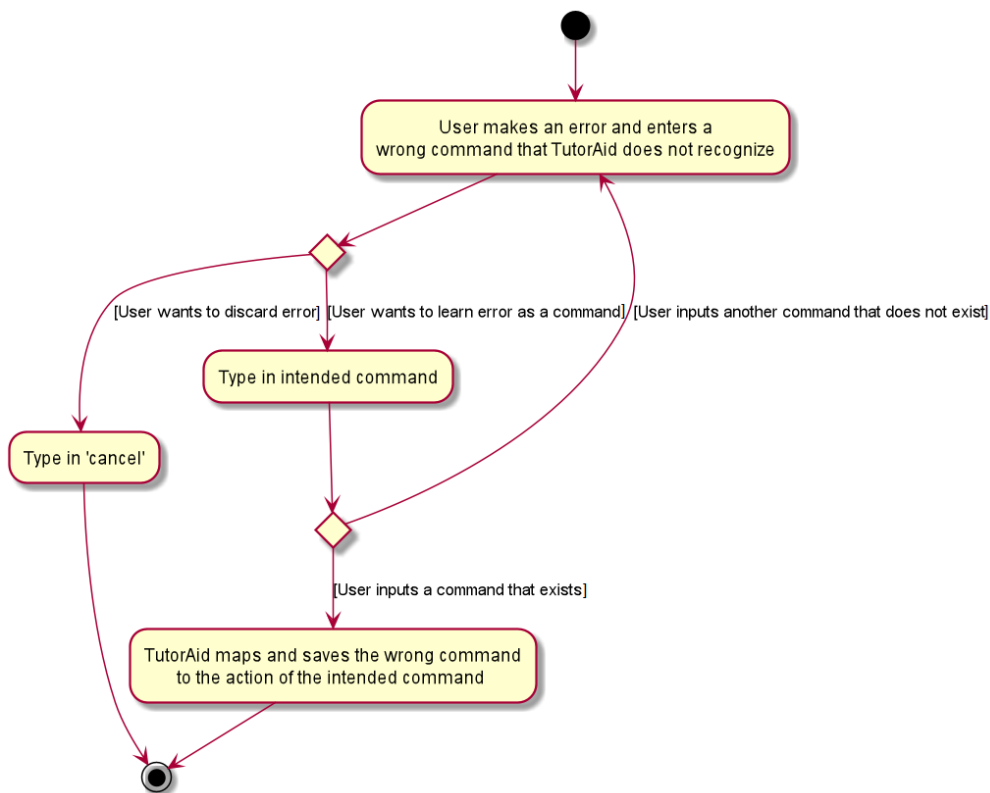 User makes an error and enters a
wrong command that TutorAid does not recognize
[User wants to discard error]
[User wants to learn error as a command]
[User inputs another command that does not exist]
Type in intended command
Type in 'cancel'
[User inputs a command that exists]
TutorAid maps and saves the wrong command
to the action of the intended command